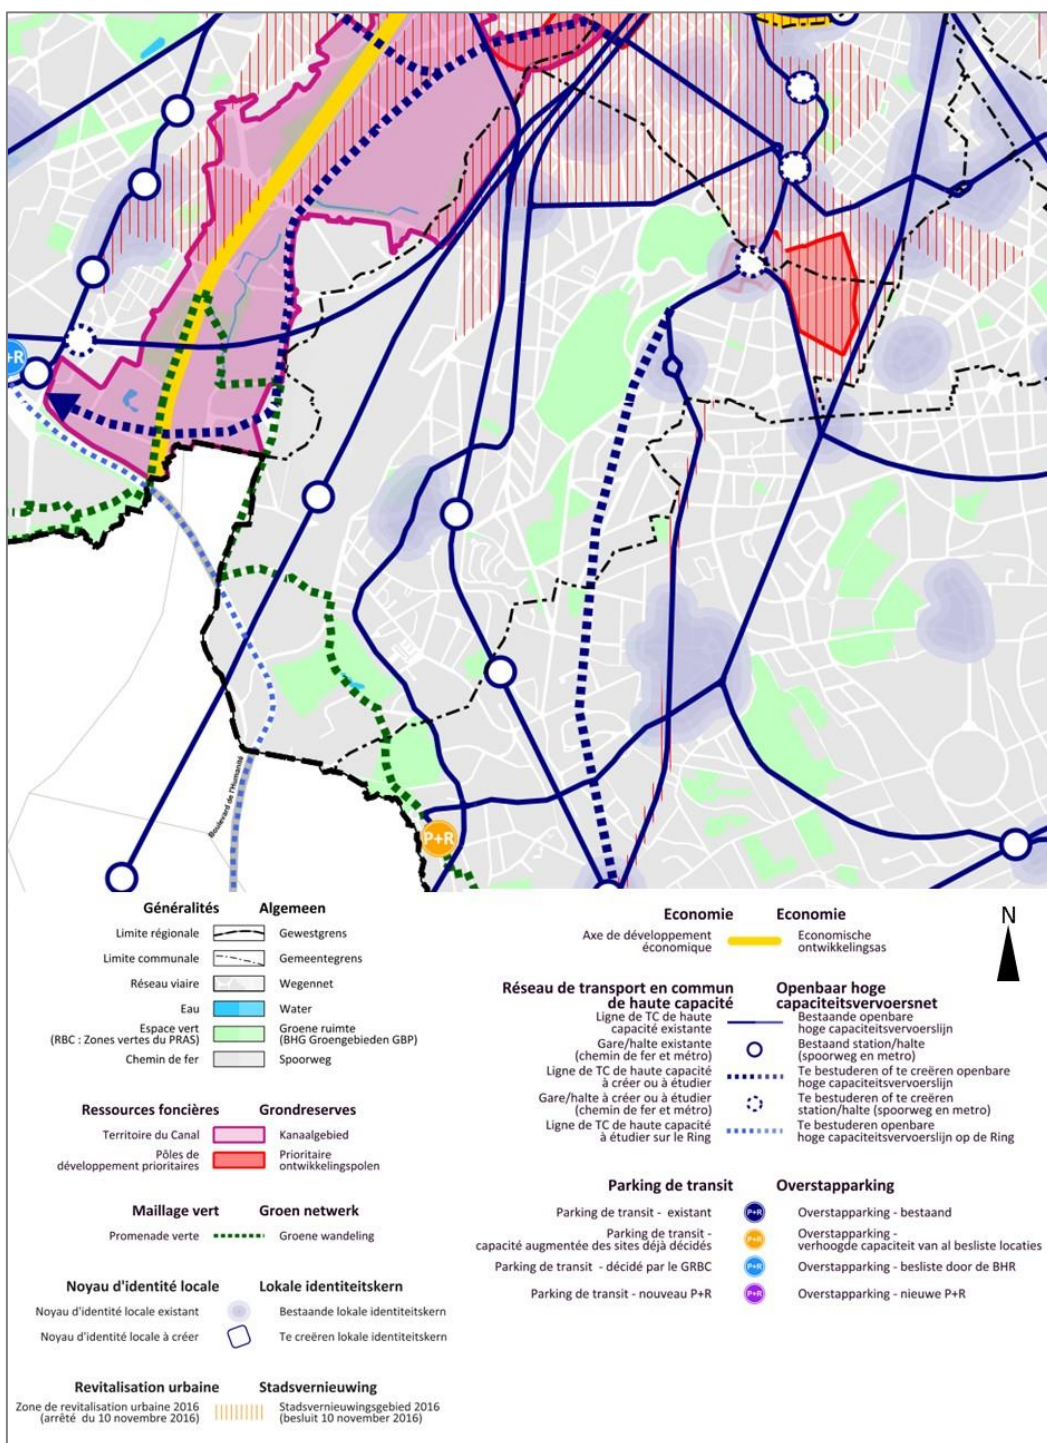 +R
Boulevard de l'Humanité
P+R
Généralités Algemeen
Limite régionale Gewestgrens
Limite communale Gemeentegrens
Réseau viaire Wegennet
Eau Water
Espace vert
(RBC : Zones vertes du PRAS)
Groene ruimte
(BHG Groengebieden GBP)
Chemin de fer Spoorweg
Ressources foncières Grondreserves
Territoire du Canal Kanaalgebied
Pôles de
développement prioritaires
Prioritaire
ontwikkelingspolen
Maillage vert Groen netwerk
Promenade verte Groene wandeling
Noyau d'identité locale Lokale identiteitskern
Noyau d'identité locale existant Bestaande lokale identiteitskern
Noyau d'identité locale à créer Te creëren lokale identiteitskern
Revitalisation urbaine Stadsvernieuwing
Zone de revitalisation urbaine 2016
(arrêté du 10 novembre 2016)
Stadsvernieuwingsgebied 2016
(besluit 10 november 2016)
Economie Economie
Axe de développement
économique
Economische
ontwikkelingsas
N
Réseau de transport en commun
de haute capacité
Openbaar hoge
capaciteitsvervoersnet
Ligne de TC de haute
capacité existante
Bestaande openbare
hoge capaciteitsvervoerslijn
Gare/halte existante
(chemin de fer et métro)
Bestaand station/halte
(spoorweg en metro)
Ligne de TC de haute capacité
à créer ou à étudier
Te bestuderen of te creëren openbare
hoge capaciteitsvervoerslijn
Gare/halte à créer ou à étudier
(chemin de fer et métro)
Te bestuderen of te creëren
station/halte (spoorweg en metro)
Ligne de TC de haute capacité
à étudier sur le Ring
Te bestuderen openbare
hoge capaciteitsvervoerslijn op de Ring
Parking de transit Overstapparking
Parking de transit - existant P+R Overstapparking - bestaand
Parking de transit -
capacité augmentée des sites déjà décidés
P+R
Overstapparking -
verhoogde capaciteit van al besliste locaties
Parking de transit - décidé par le GRBC P+R Overstapparking - besliste door de BHR
Parking de transit - nouveau P+R P+R Overstapparking - nieuwe P+R